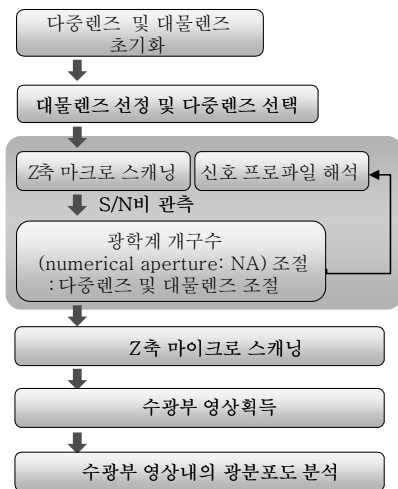 다중렌즈 및 대물렌즈
초기화
대물렌즈 선정 및 다중렌즈 선택
Z축 마크로 스캐닝
신호 프로파일 해석
S/N비 관측
광학계 개구수
(numerical aperture: NA) 조절
:다중렌즈 및 대물렌즈 조절
Z축 마이크로 스캐닝
수광부 영상획득
수광부 영상내의 광분포도 분석